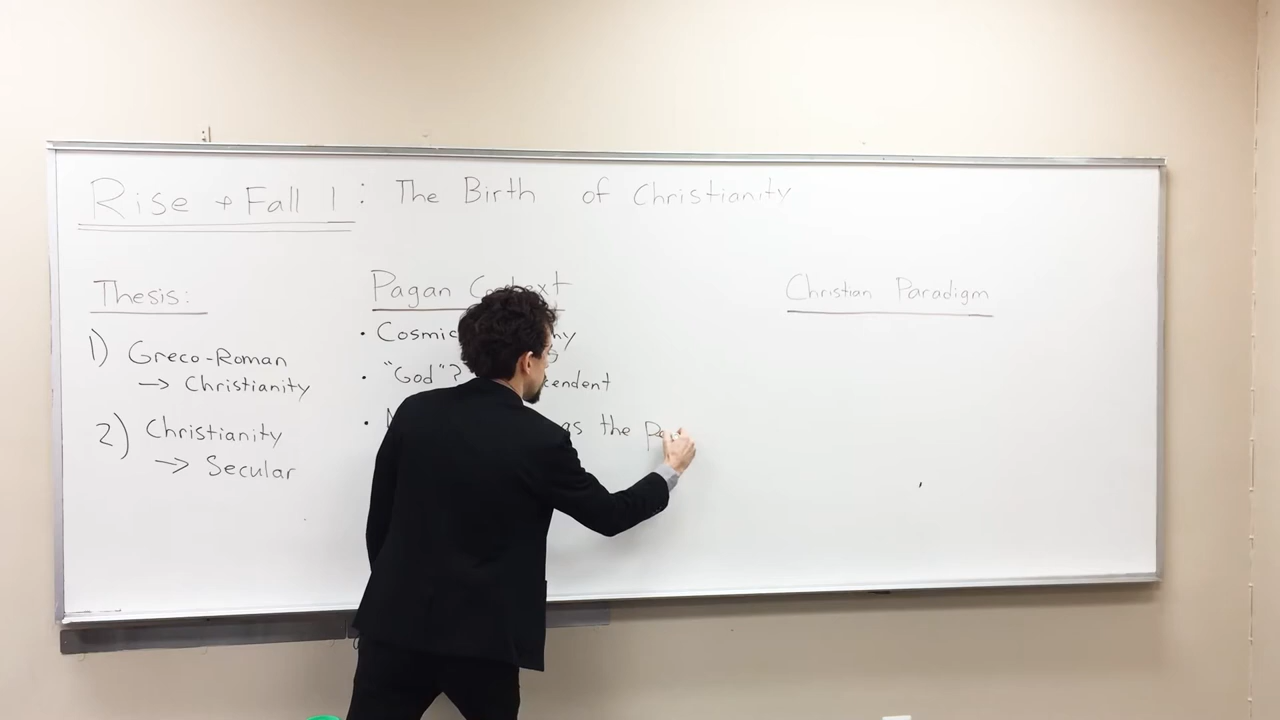 Rise + Fall 1: The Birth of Christianity
Thesis:
1) Greco-Roman
→ Christianity
2) Christianity
→ Secular
Pagan Context
• Cosmic
• "God"?
• as the
Christian Paradigm